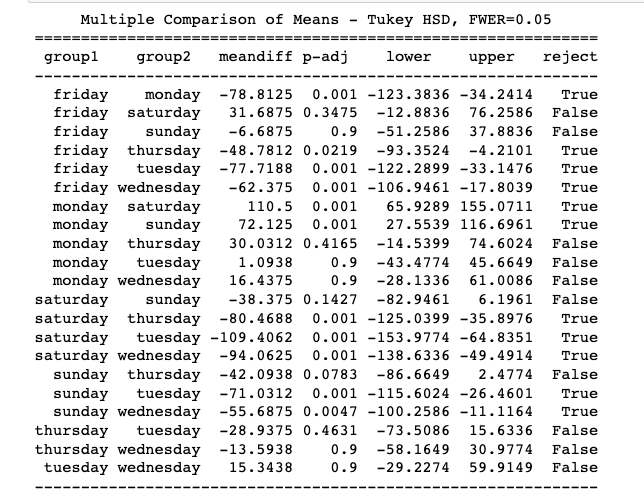 Multiple Comparison of Means - Tukey HSD, FWER=0.05
==============================================================
group1 group2 meandiff p-adj lower upper reject
--------------------------------------------------------------
friday monday -78.8125 0.001 -123.3836 -34.2414 True
friday saturday 31.6875 0.3475 -12.8836 76.2586 False
friday sunday -6.6875 0.9 -51.2586 37.8836 False
friday thursday -48.7812 0.0219 -93.3524 -4.2101 True
friday tuesday -77.7188 0.001 -122.2899 -33.1476 True
friday wednesday -62.375 0.001 -106.9461 -17.8039 True
monday saturday 110.5 0.001 65.9289 155.0711 True
monday sunday 72.125 0.001 27.5539 116.6961 True
monday thursday 30.0312 0.4165 -14.5399 74.6024 False
monday tuesday 1.0938 0.9 -43.4774 45.6649 False
monday wednesday 16.4375 0.9 -28.1336 61.0086 False
saturday sunday -38.375 0.1427 -82.9461 6.1961 False
saturday thursday -80.4688 0.001 -125.0399 -35.8976 True
saturday tuesday -109.4062 0.001 -153.9774 -64.8351 True
saturday wednesday -94.0625 0.001 -138.6336 -49.4914 True
sunday thursday -42.0938 0.0783 -86.6649 2.4774 False
sunday tuesday -71.0312 0.001 -115.6024 -26.4601 True
sunday wednesday -55.6875 0.0047 -100.2586 -11.1164 True
thursday tuesday -28.9375 0.4631 -73.5086 15.6336 False
thursday wednesday -13.5938 0.9 -58.1649 30.9774 False
tuesday wednesday 15.3438 0.9 -29.2274 59.9149 False
--------------------------------------------------------------